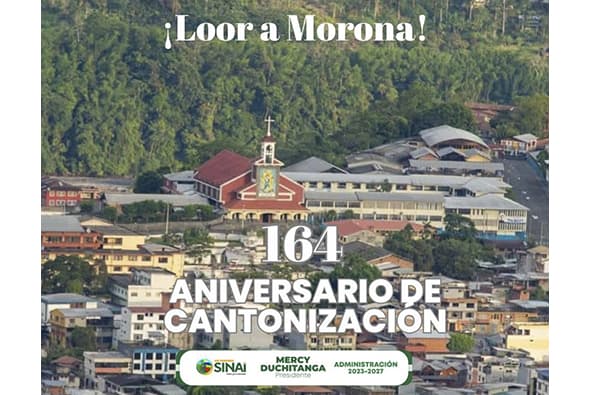 ¡Loor a Morona!
164
ANIVERSARIO DE
CANTONIZACIÓN
SINAI
MERCY
DUCHITANGA
Presidente
ADMINISTRACIÓN
2023-2027